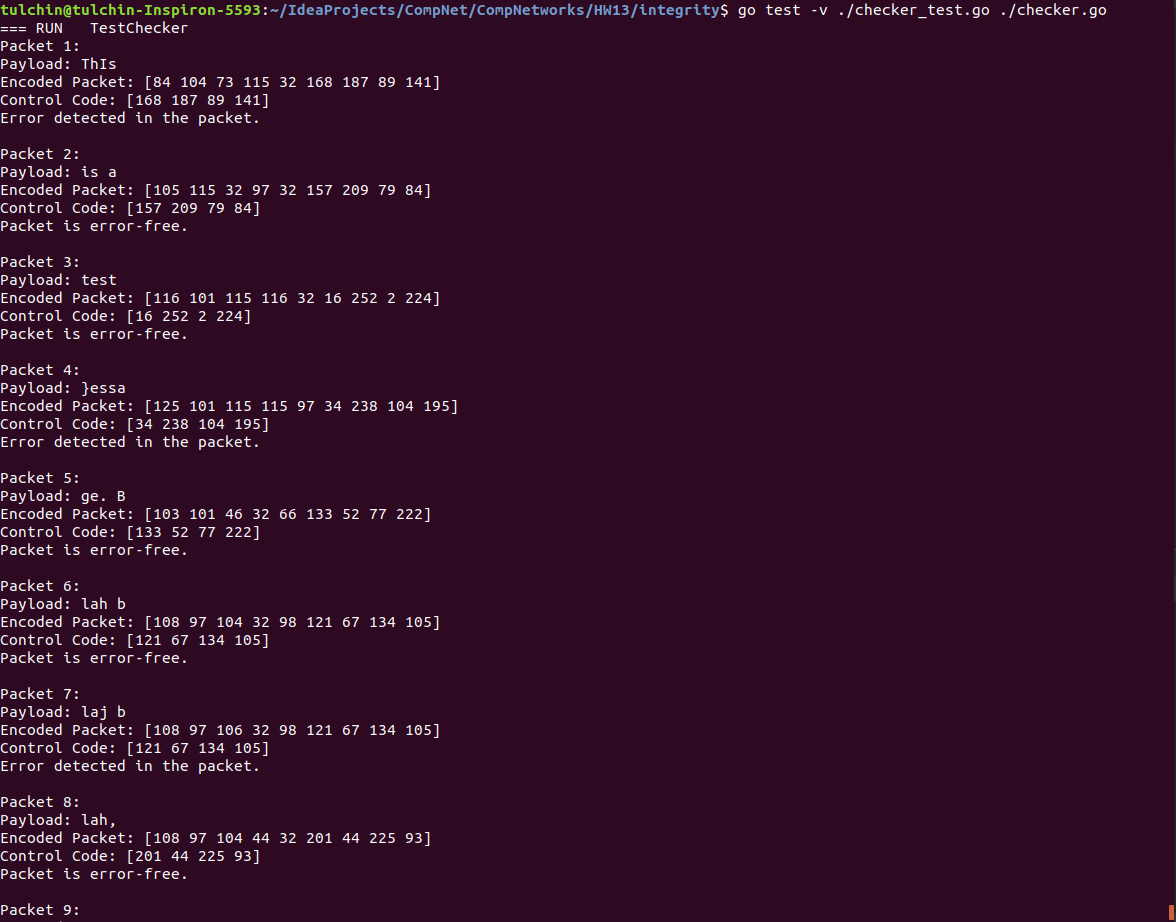 tulchin@tulchin-Inspiron-5593:~/IdeaProjects/CompNet/CompNetworks/HW13/integrity$ go test -v ./checker_test.go ./checker.go
=== RUN   TestChecker
Packet 1:
Payload: ThIs
Encoded Packet: [84 104 73 115 32 168 187 89 141]
Control Code: [168 187 89 141]
Error detected in the packet.

Packet 2:
Payload: is a
Encoded Packet: [105 115 32 97 32 157 209 79 84]
Control Code: [157 209 79 84]
Packet is error-free.

Packet 3:
Payload: test
Encoded Packet: [116 101 115 116 32 16 252 2 224]
Control Code: [16 252 2 224]
Packet is error-free.

Packet 4:
Payload: }essa
Encoded Packet: [125 101 115 115 97 34 238 104 195]
Control Code: [34 238 104 195]
Error detected in the packet.

Packet 5:
Payload: ge. B
Encoded Packet: [103 101 46 32 66 133 52 77 222]
Control Code: [133 52 77 222]
Packet is error-free.

Packet 6:
Payload: lah b
Encoded Packet: [108 97 104 32 98 121 67 134 105]
Control Code: [121 67 134 105]
Packet is error-free.

Packet 7:
Payload: laj b
Encoded Packet: [108 97 106 32 98 121 67 134 105]
Control Code: [121 67 134 105]
Error detected in the packet.

Packet 8:
Payload: lah,
Encoded Packet: [108 97 104 44 32 201 44 225 93]
Control Code: [201 44 225 93]
Packet is error-free.

Packet 9: